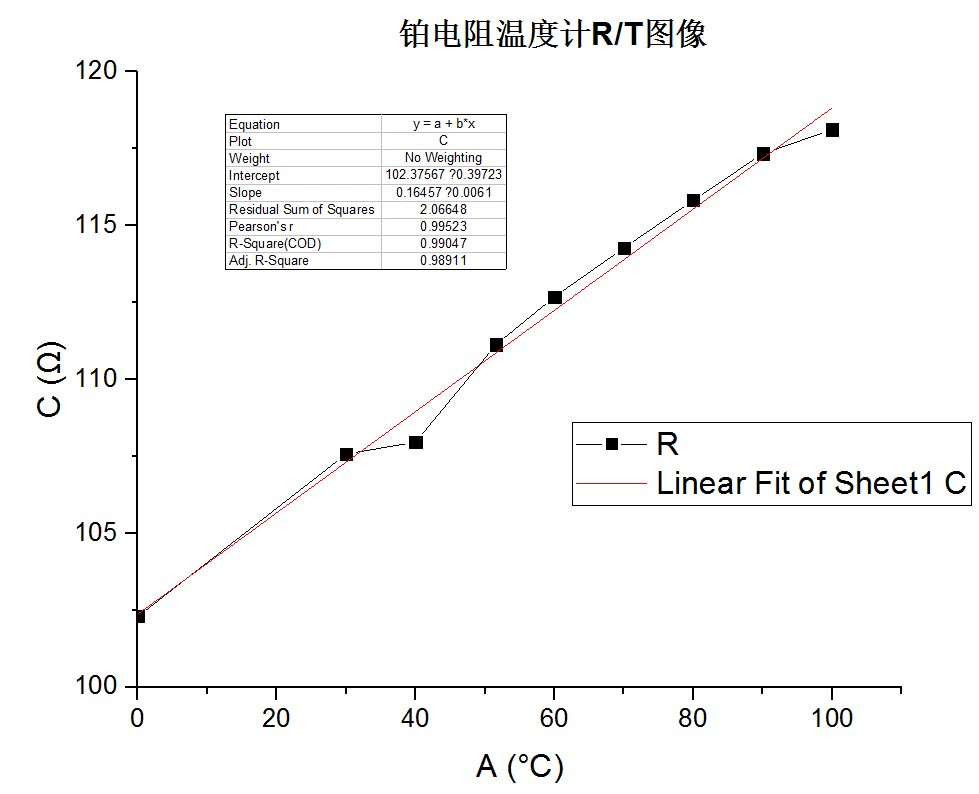 铂电阻温度计R/T图像
120
115
110
105
100
C (Ω)
Equation y = a + b*x
Plot C
Weight No Weighting
Intercept 102.37567 ?0.39723
Slope 0.16457 ?0.0061
Residual Sum of Squares 2.06648
Pearson's r 0.99523
R-Square(COD) 0.99047
Adj. R-Square 0.98911
R
Linear Fit of Sheet1 C
0 20 40 60 80 100
A (°C)